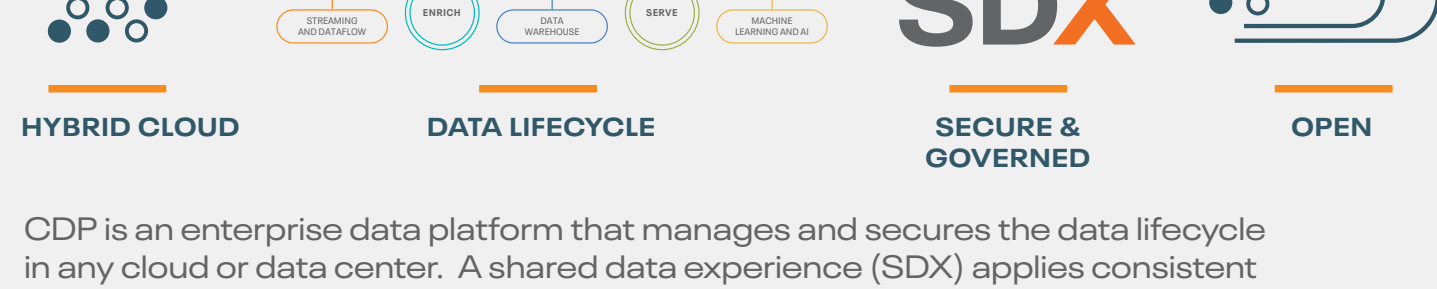 STREAMING
AND DATAFLOW
ENRICH
DATA
WAREHOUSE
SERVE
MACHINE
LEARNING AND AI
SDX
HYBRID CLOUD
DATA LIFECYCLE
SECURE &
GOVERNED
OPEN
CDP is an enterprise data platform that manages and secures the data lifecycle
in any cloud or data center.  A shared data experience (SDX) applies consistent